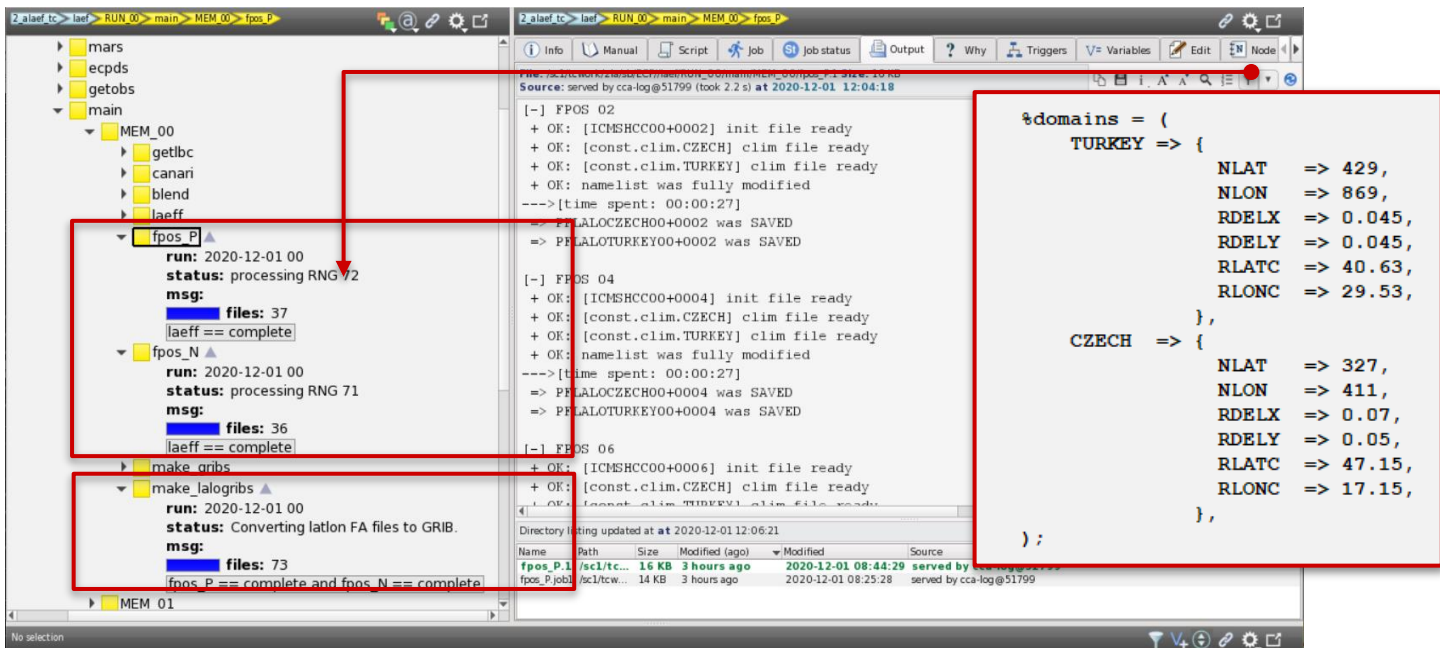 2_alaef_tc laef RUN_00 main MEM_00 fpos_P
mars
ecpds
getobs
main
MEM_00
getlbc
canari
blend
laeff
fpos_P
run: 2020-12-01 00
status: processing RNG 72
msg:
files: 37
laeff == complete
fpos_N
run: 2020-12-01 00
status: processing RNG 71
msg:
files: 36
laeff == complete
make_gribs
make_lalogribs
run: 2020-12-01 00
status: Converting latlon FA files to GRIB.
msg:
files: 73
fpos_P == complete and fpos_N == complete
MEM_01
No selection
2_alaef_tc laef RUN_00 main MEM_00 fpos_P
Info Manual Script Job Job status Output Why Triggers V= Variables Edit Node
Source: served by cca-log@51799 (took 2.2 s) at 2020-12-01 12:04:18
[-] FPOS 02
+ OK: [ICMSHCC00+0002] init file ready
+ OK: [const.clim.CZECH] clim file ready
+ OK: [const.clim.TURKEY] clim file ready
+ OK: namelist was fully modified
--->[time spent: 00:00:27]
=> PFLALOCZECH00+0002 was SAVED
=> PFLALOTURKEY00+0002 was SAVED
[-] FPOS 04
+ OK: [ICMSHCC00+0004] init file ready
+ OK: [const.clim.CZECH] clim file ready
+ OK: [const.clim.TURKEY] clim file ready
+ OK: namelist was fully modified
--->[time spent: 00:00:27]
=> PFLALOCZECH00+0004 was SAVED
=> PFLALOTURKEY00+0004 was SAVED
[-] FPOS 06
+ OK: [ICMSHCC00+0006] init file ready
+ OK: [const.clim.CZECH] clim file ready
Directory listing updated at at 2020-12-01 12:06:21
Name Path Size Modified (ago) Modified Source
fpos_P.1 /sc1/tc... 16 KB 3 hours ago 2020-12-01 08:44:29 served by cca-log@51799
fpos_P.job1 /sc1/tcw... 14 KB 3 hours ago 2020-12-01 08:25:28 served by cca-log@51799
%domains = (
TURKEY => {
NLAT => 429,
NLON => 869,
RDELX => 0.045,
RDELY => 0.045,
RLATC => 40.63,
RLONC => 29.53,
},
CZECH => {
NLAT => 327,
NLON => 411,
RDELX => 0.07,
RDELY => 0.05,
RLATC => 47.15,
RLONC => 17.15,
},
);